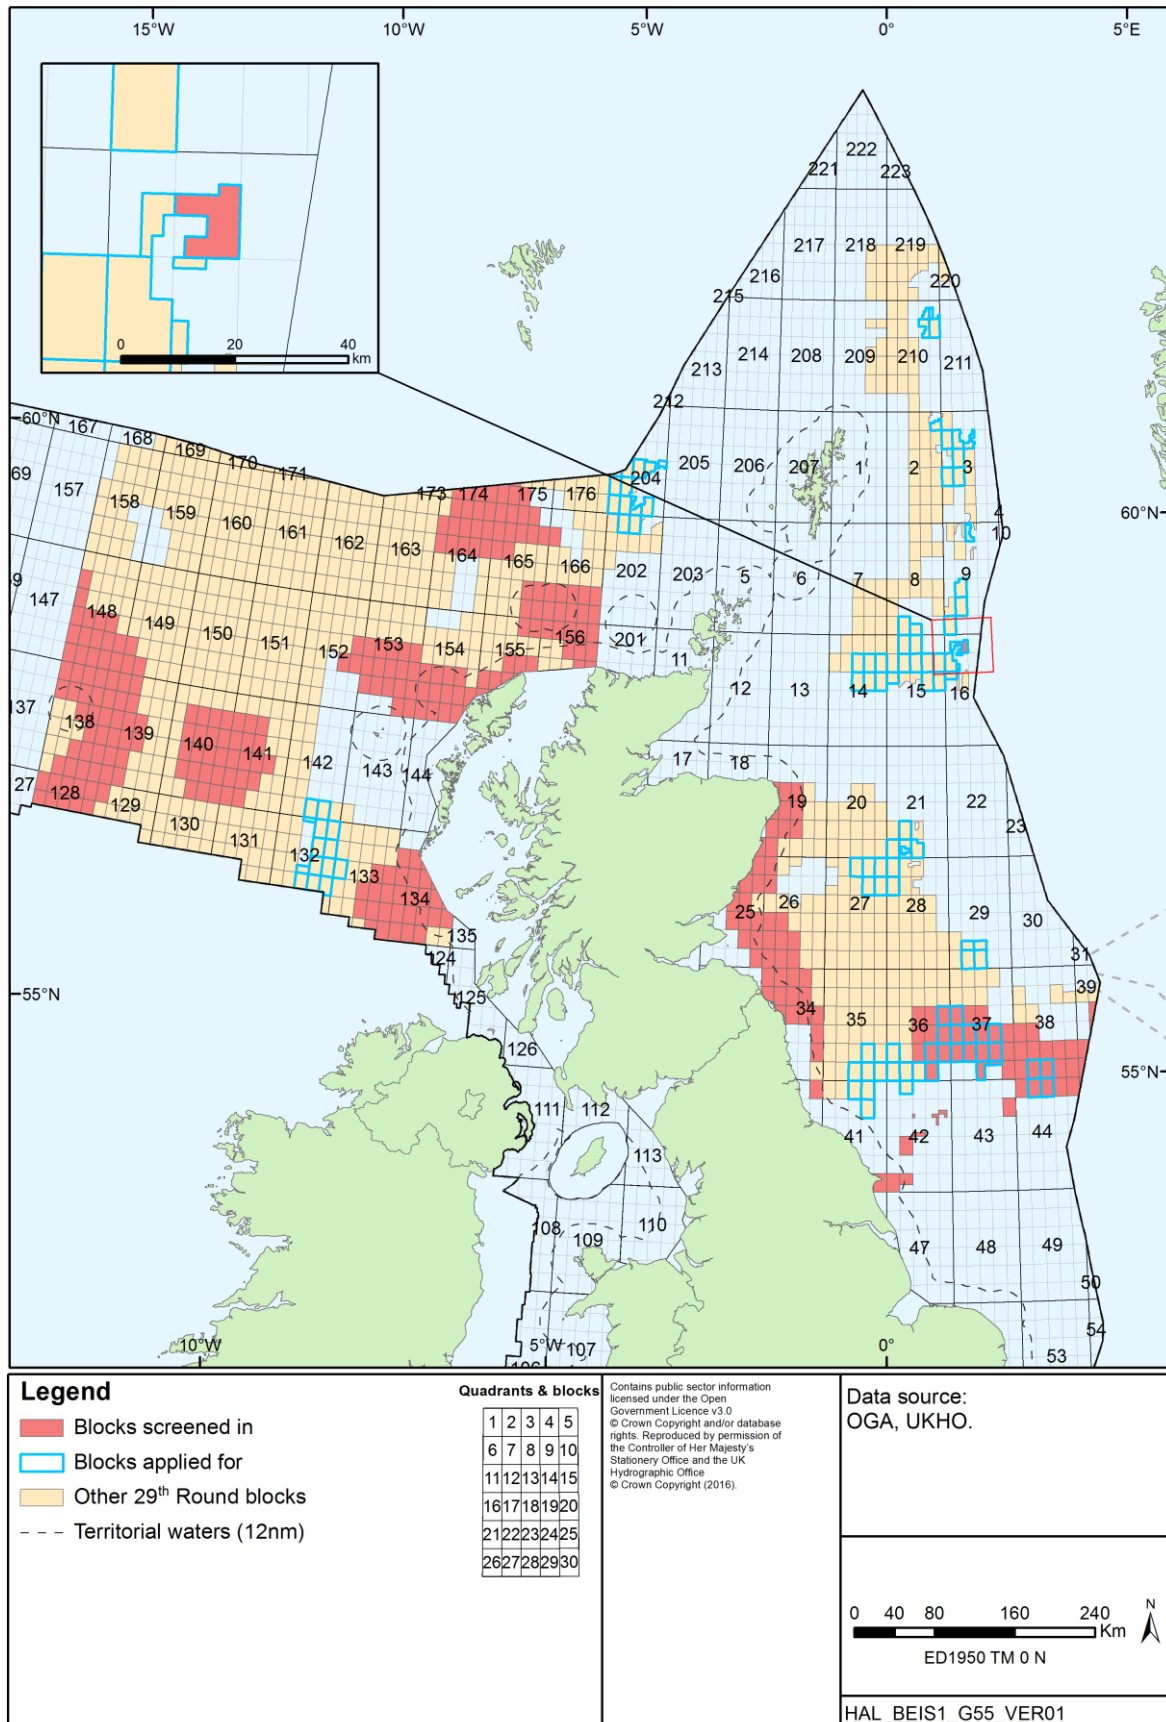 15°W 10°W 5°W 0° 5°E
222
221 223
217 218 219
216 220
215
214 208 209 210
213 211
212
0 20 40
km
60°N
167 168
169
170
171
69
157
158
159
160
161
162
163
173 174 175 176
164 165
166
204
205 206 207 1 2 3
4
10
60°N
202 203 5 6 7 8 9
59
147
148
149
150
151
152 153
154
155 156
201
11
12 13 14 15 16
137
138 139 140 141
142 143 144
17 18
19 20 21 22
23
27
128
129
130
131
132
133
134
135
124
125
25 26 27 28 29 30
31
39
55°N
34 35 36 37 38
55°N
126
111 112
113
41 42 43 44
108 109 110
47 48 49
50
54
10°W 5°W 0°
106 107
53
Legend
Blocks screened in
Blocks applied for
Other 29th Round blocks
Territorial waters (12nm)
Quadrants & blocks
1 2 3 4 5
6 7 8 9 10
11 12 13 14 15
16 17 18 19 20
21 22 23 24 25
26 27 28 29 30
Contains public sector information
licensed under the Open
Government Licence v3.0
© Crown Copyright and/or database
rights. Reproduced by permission of
the Controller of Her Majesty's
Stationery Office and the UK
Hydrographic Office
© Crown Copyright (2016).
Data source:
OGA, UKHO.
0 40 80 160 240
Km
N
ED1950 TM 0 N
HAL_BEIS1_G55_VER01